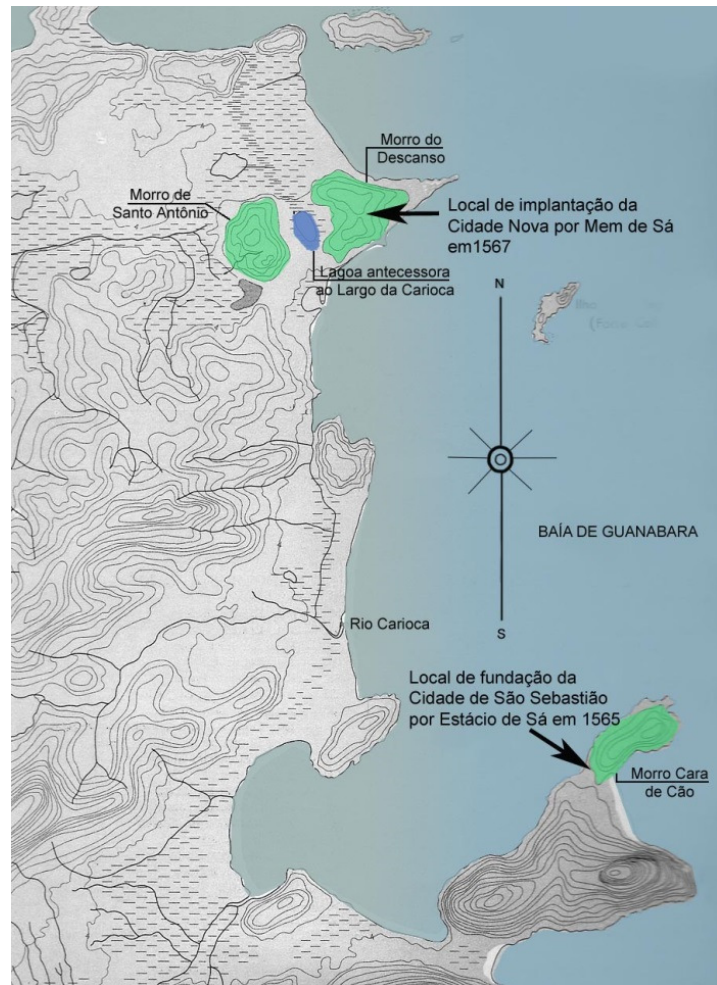 Morro do
Descanso
Morro de
Santo Antônio
Local de implantação da
Cidade Nova por Mem de Sá
em1567
Lagoa antecessora
ao Largo da Carioca
N
BAÍA DE GUANABARA
Rio Carioca
S
Local de fundação da
Cidade de São Sebastião
por Estácio de Sá em 1565
Morro Cara
de Cão